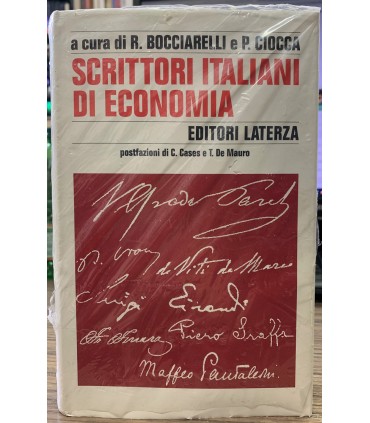 a cura di R. BOCCIARELLI e P. CIOCCA
SCRITTORI ITALIANI
DI ECONOMIA
EDITORI LATERZA
postfazioni di C. Cases e T. De Mauro
de Viti de Marco
Luigi Einaudi
Piero Sraffa
Maffeo Pantaleoni